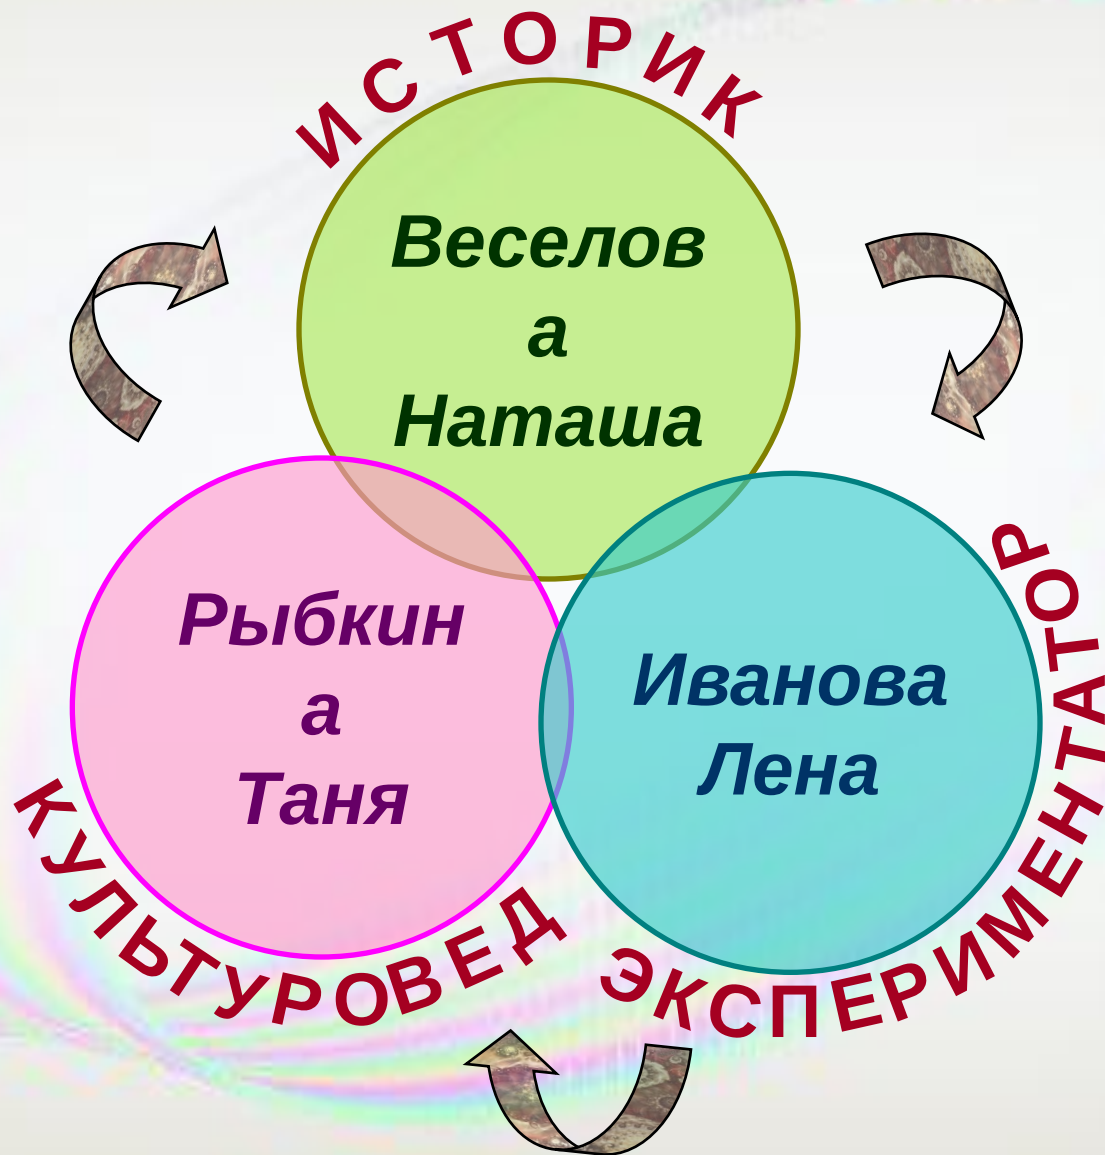 ИСТОРИК
Веселов
а
Наташа
Рыбкин
а
Таня
Иванова
Лена
КУЛЬТУРОВЕД
ЭКСПЕРИМЕНТАТОР